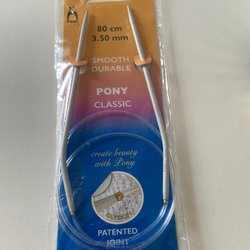 80 cm
3.50 mm
SMOOTH
DURABLE
PONY
CLASSIC
create beauty
with Pony
PATENTED
JOINT